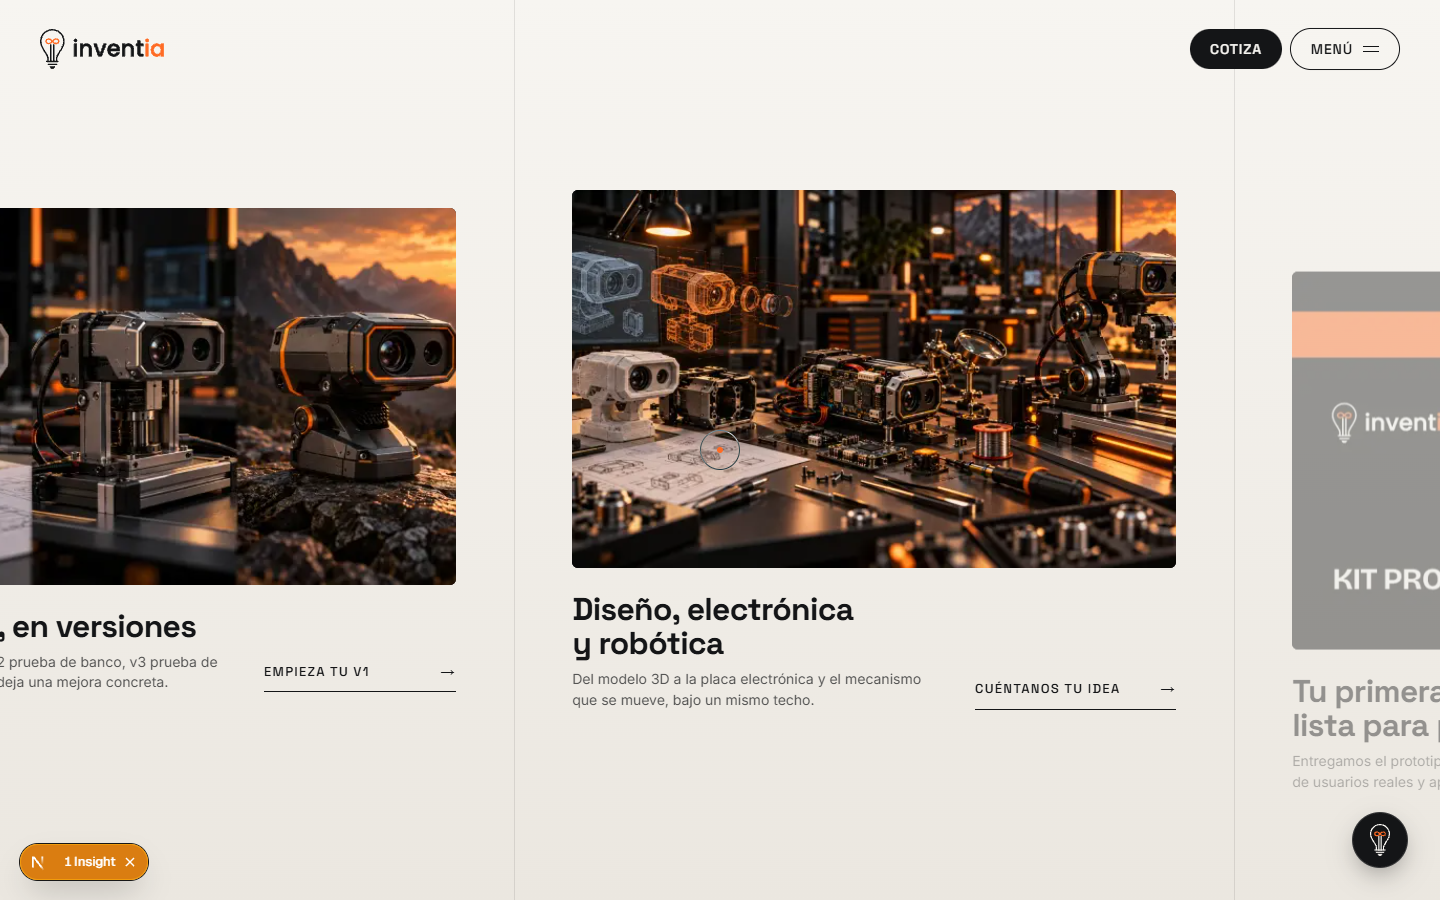 inventia
COTIZA
MENÚ
, en versiones
2 prueba de banco, v3 prueba de
deja una mejora concreta.
EMPIEZA TU V1 →
Diseño, electrónica
y robótica
Del modelo 3D a la placa electrónica y el mecanismo
que se mueve, bajo un mismo techo.
CUÉNTANOS TU IDEA →
inventi
KIT PRO
Tu primera
lista para
Entregamos el prototip
de usuarios reales y a
1 Insight